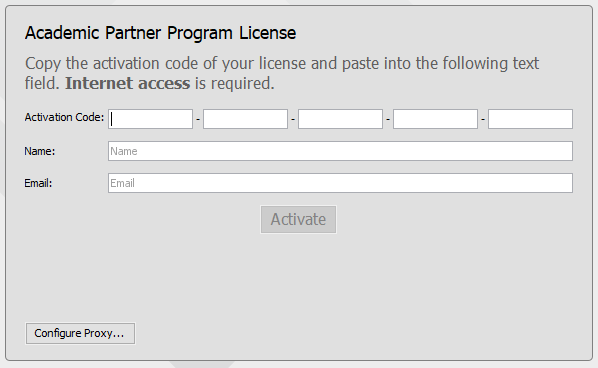 Academic Partner Program License
Copy the activation code of your license and paste into the following text
field. Internet access is required.
Activation Code: - - - -
Name: Name
Email: Email
Activate
Configure Proxy...